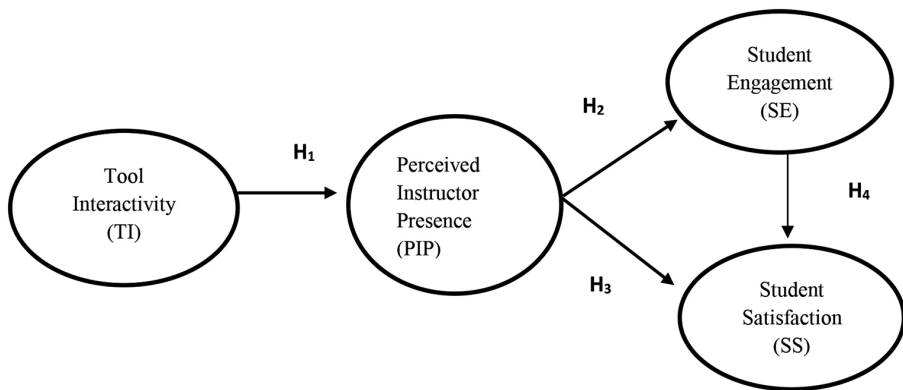 Tool
Interactivity
(TI)
H₁
Perceived
Instructor
Presence
(PIP)
H₂
H₃
Student
Engagement
(SE)
H₄
Student
Satisfaction
(SS)